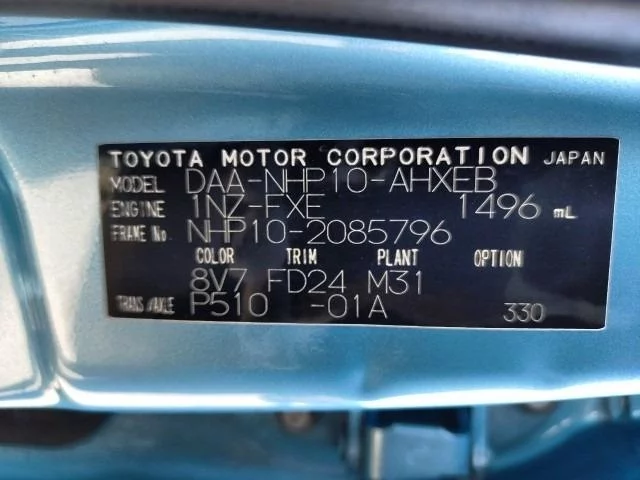 TOYOTA MOTOR CORPORATION JAPAN
MODEL DAA-NHP10-AHXEB
ENGINE 1NZ-FXE 1496 mL
FRAME No. NHP10-2085796
COLOR TRIM PLANT OPTION
8V7 FD24 M31
TRANS/AXLE P510 -01A 330